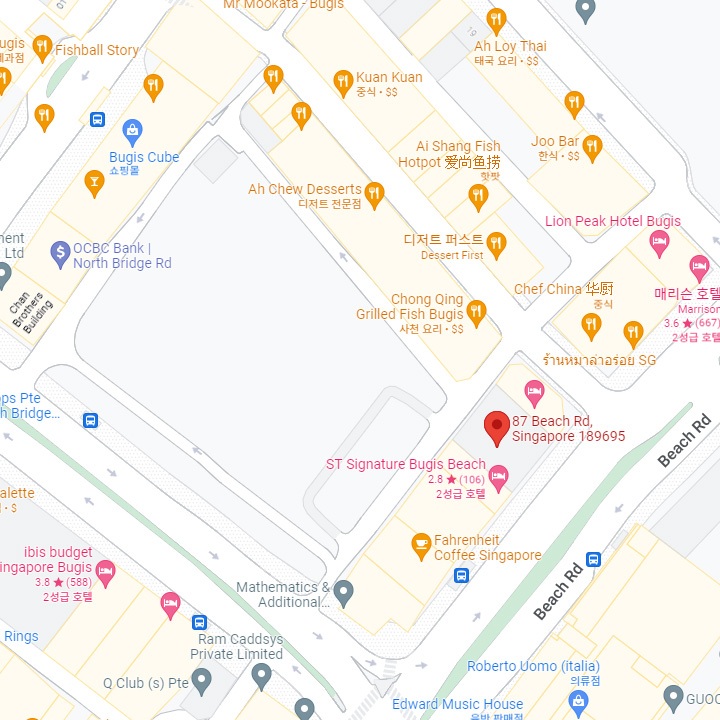 Mr Mookata - Bugis
ugis
Fishball Story
Ah Loy Thai
태국 요리 • $$
Kuan Kuan
중식 • $$
Joo Bar
한식 • $$
Bugis Cube
쇼핑몰
Ai Shang Fish
Hotpot 爱尚鱼捞
핫팟
Ah Chew Desserts
디저트 전문점
Lion Peak Hotel Bugis
ment
Ltd
OCBC Bank |
North Bridge Rd
디저트 퍼스트
Dessert First
Chan
Brothers
Building
Chong Qing
Grilled Fish Bugis
사천 요리 • $$
Chef China 华厨
중식
매리슨 호텔
Marrison
3.6 ★ (667)
2성급 호텔
ร้านหมาล่าอร่อย SG
ops Pte
h Bridge...
87 Beach Rd,
Singapore 189695
Beach Rd
ST Signature Bugis Beach
2.8 ★ (106)
2성급 호텔
alette
• $
Fahrenheit
Coffee Singapore
ibis budget
ingapore Bugis
3.8 ★ (588)
2성급 호텔
Mathematics &
Additional...
Beach Rd
Rings
Ram Caddsys
Private Limited
Q Club (s) Pte
Roberto Uomo (italia)
의류점
Edward Music House
음반 판매점
GUOC